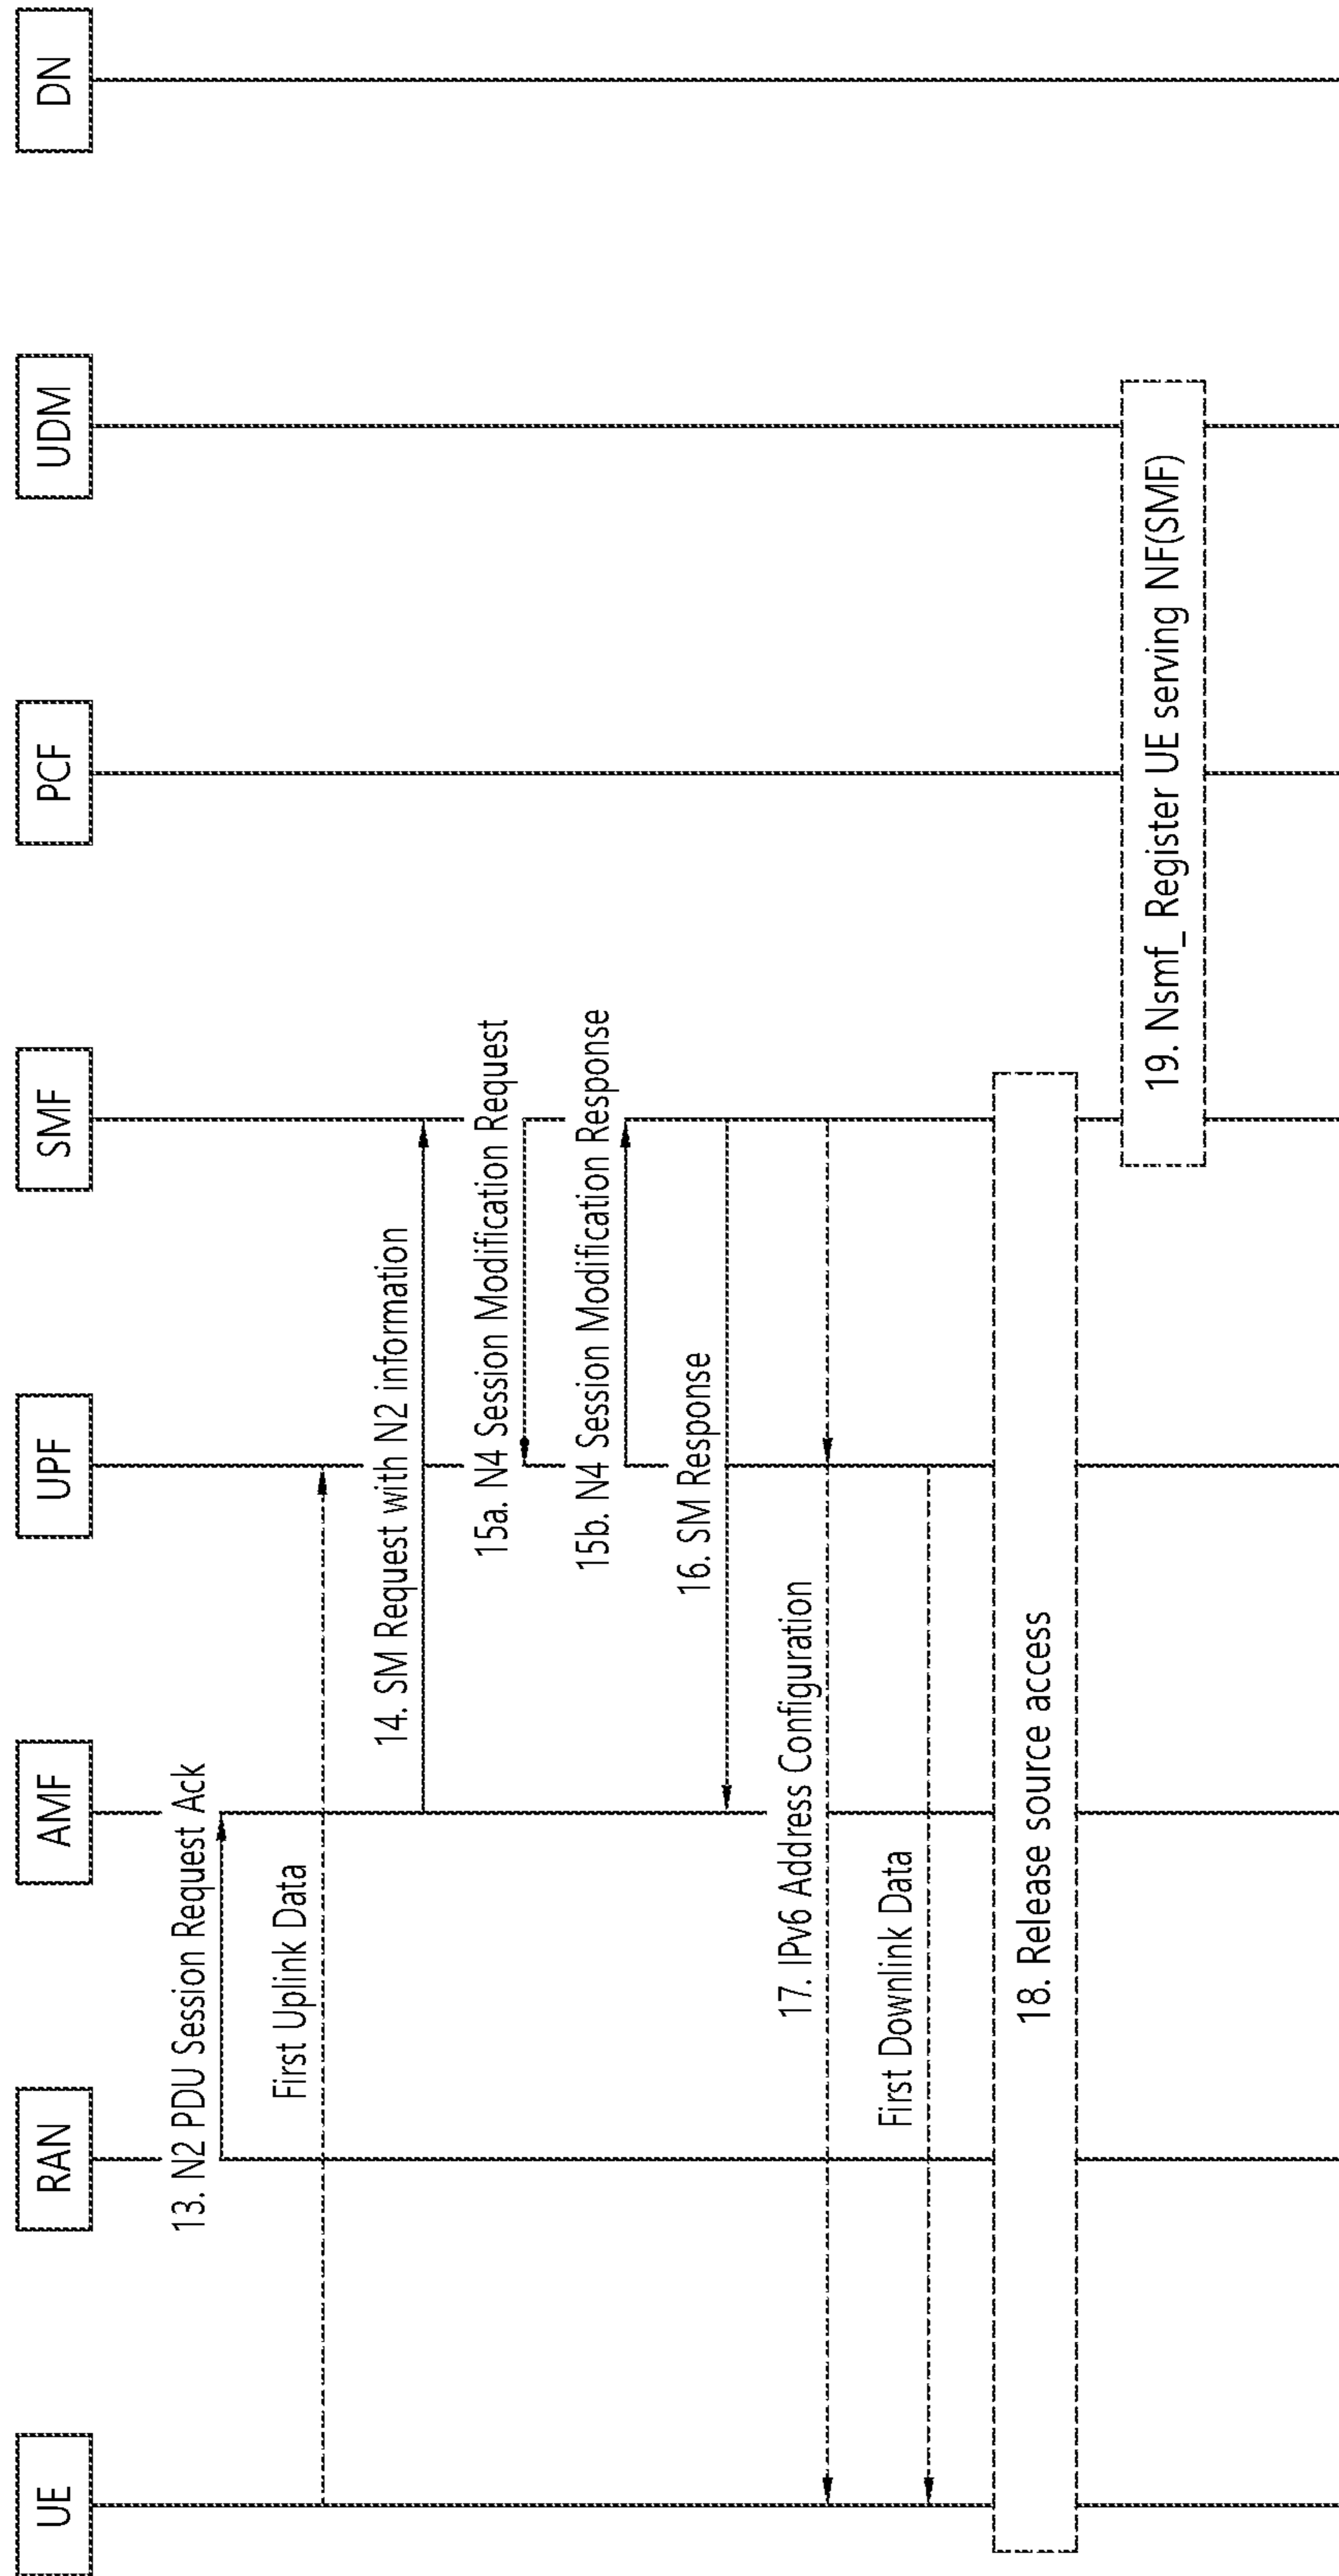 UE
RAN
AMF
UPF
SMF
PCF
UDM
DN
13. N2 PDU Session Request Ack
First Uplink Data
14. SM Request with N2 information
15a. N4 Session Modification Request
15b. N4 Session Modification Response
16. SM Response
17. IPv6 Address Configuration
First Downlink Data
18. Release source access
19. Nsmf_ Register UE serving NF(SMF)